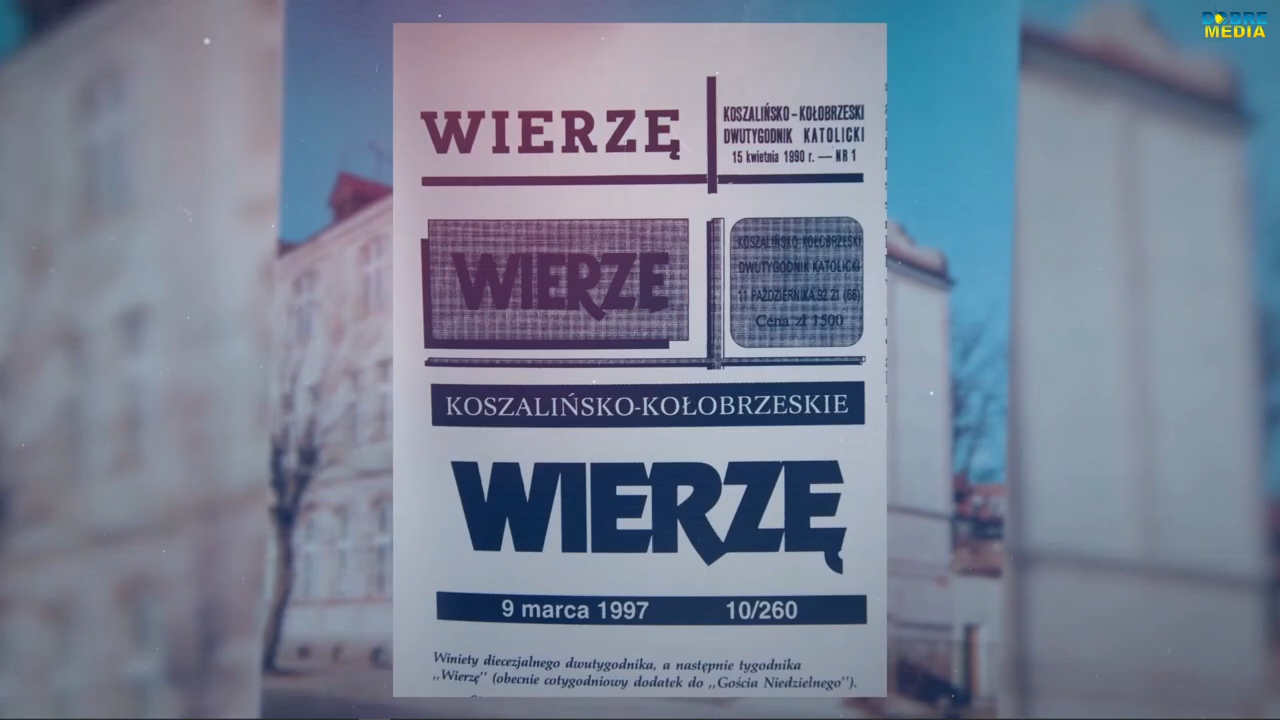 DOBRE
MEDIA
WIERZĘ
KOSZALIŃSKO-KOŁOBRZESKI
DWUTYGODNIK KATOLICKI
15 kwietnia 1990 r. — NR 1
WIERZĘ
KOSZALIŃSKO-KOŁOBRZESKI
DWUTYGODNIK KATOLICKI
11 PAŹDZIERNIKA 92 21 (66)
Cena zł 1500
KOSZALIŃSKO-KOŁOBRZESKIE
WIERZĘ
9 marca 1997 10/260
Winiety diecezjalnego dwutygodnika, a następnie tygodnika
,,Wierzę'' (obecnie cotygodniowy dodatek do ,,Gościa Niedzielnego'').